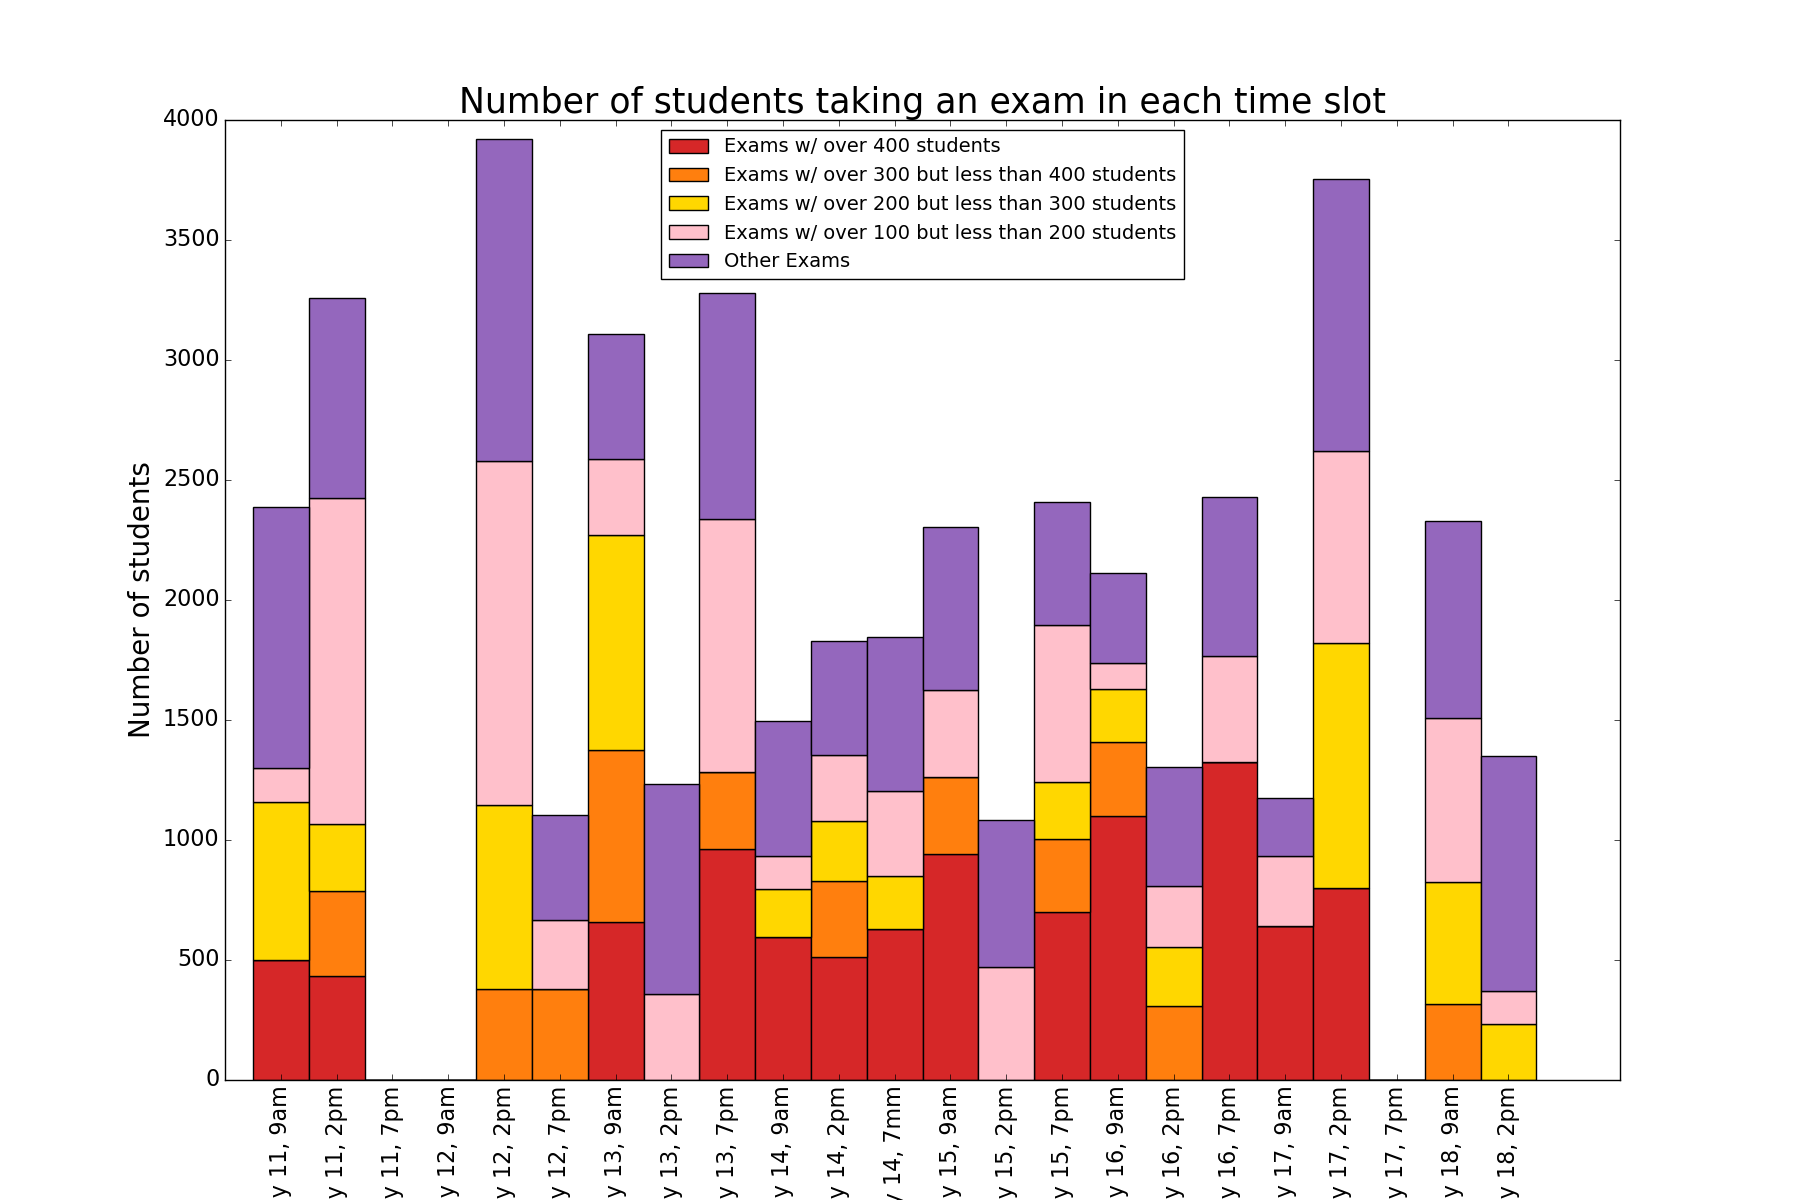 Number of students taking an exam in each time slot
Exams w/ over 400 students
Exams w/ over 300 but less than 400 students
Exams w/ over 200 but less than 300 students
Exams w/ over 100 but less than 200 students
Other Exams
Number of students
4000
3500
3000
2500
2000
1500
1000
500
0
y 11, 9am
y 11, 2pm
y 11, 7pm
y 12, 9am
y 12, 2pm
y 12, 7pm
y 13, 9am
y 13, 2pm
y 13, 7pm
y 14, 9am
y 14, 2pm
y 14, 7mm
y 15, 9am
y 15, 2pm
y 15, 7pm
y 16, 9am
y 16, 2pm
y 16, 7pm
y 17, 9am
y 17, 2pm
y 17, 7pm
y 18, 9am
y 18, 2pm